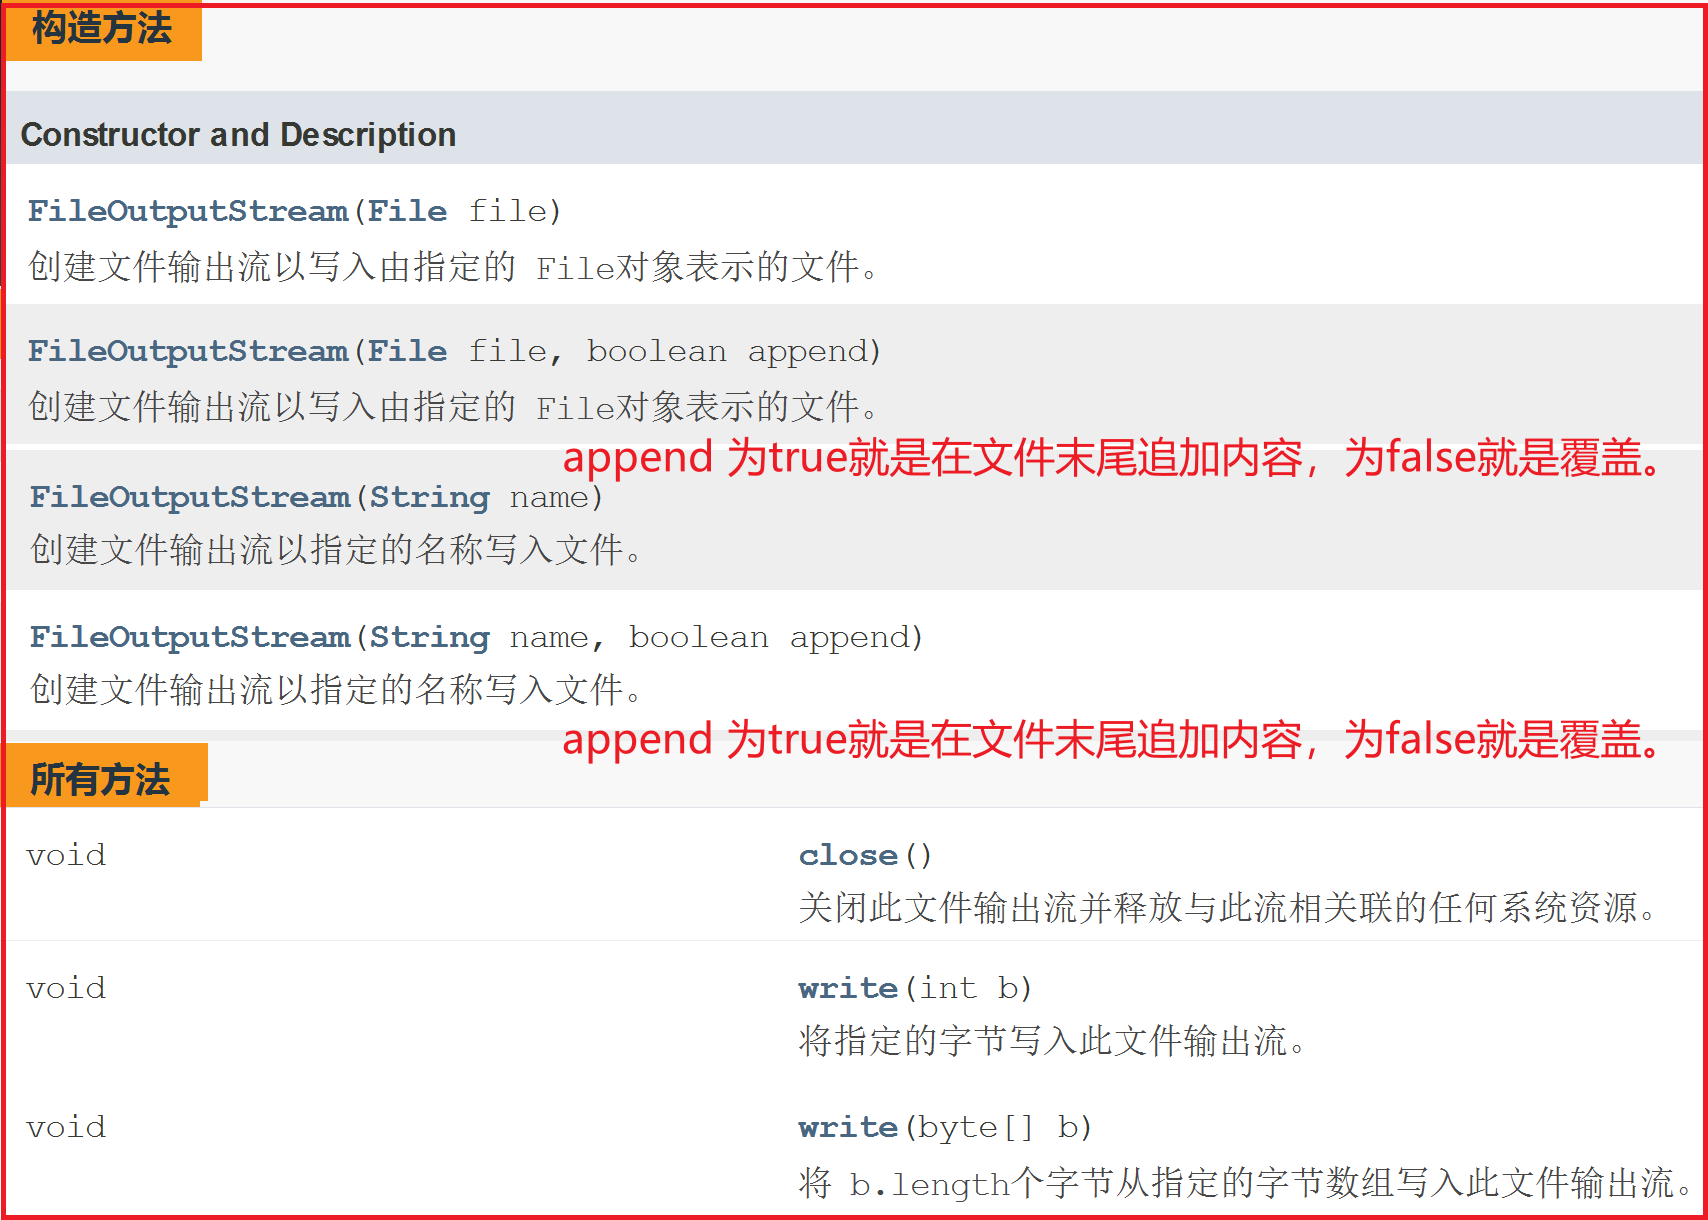 构造方法
Constructor and Description
FileOutputStream(File file)
创建文件输出流以写入由指定的 File对象表示的文件。
FileOutputStream(File file, boolean append)
创建文件输出流以写入由指定的 File对象表示的文件。
append 为true就是在文件末尾追加内容，为false就是覆盖。
FileOutputStream(String name)
创建文件输出流以指定的名称写入文件。
FileOutputStream(String name, boolean append)
创建文件输出流以指定的名称写入文件。
append 为true就是在文件末尾追加内容，为false就是覆盖。
所有方法
void close()
关闭此文件输出流并释放与此流相关联的任何系统资源。
void write(int b)
将指定的字节写入此文件输出流。
void write(byte[] b)
将 b.length个字节从指定的字节数组写入此文件输出流。